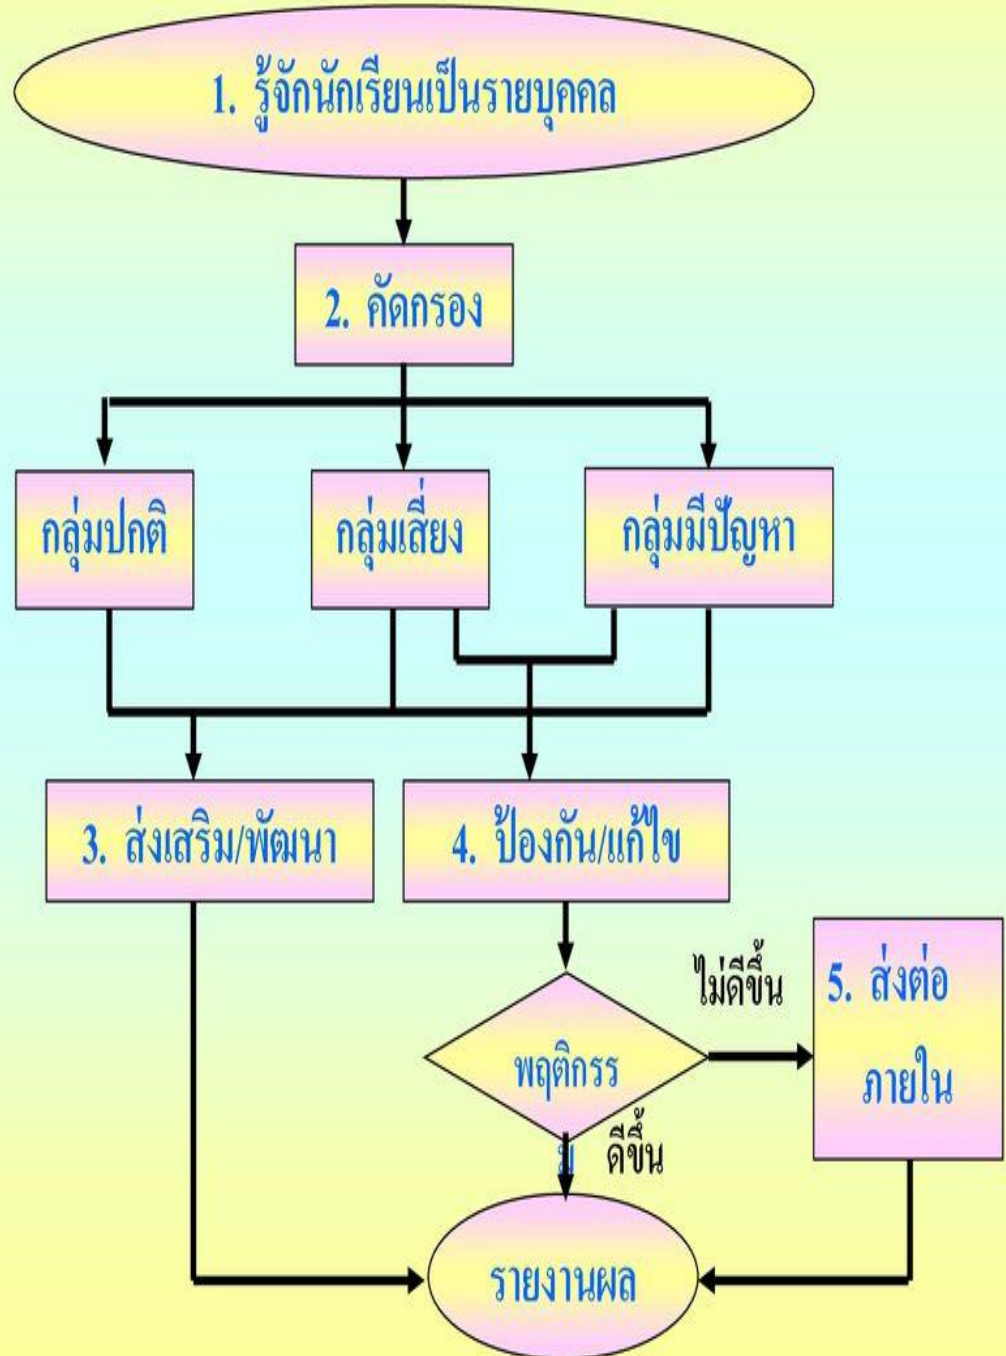 1. รู้จักนักเรียนเป็นรายบุคคล
2. คัดกรอง
กลุ่มปกติ
กลุ่มเสี่ยง
กลุ่มมีปัญหา
3. ส่งเสริม/พัฒนา
4. ป้องกัน/แก้ไข
ไม่ดีขึ้น
5. ส่งต่อ
ภายใน
พฤติกรร
ม
ดีขึ้น
รายงานผล